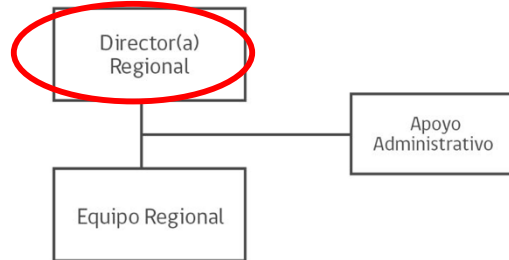 Director(a)
Regional
Apoyo
Administrativo
Equipo Regional